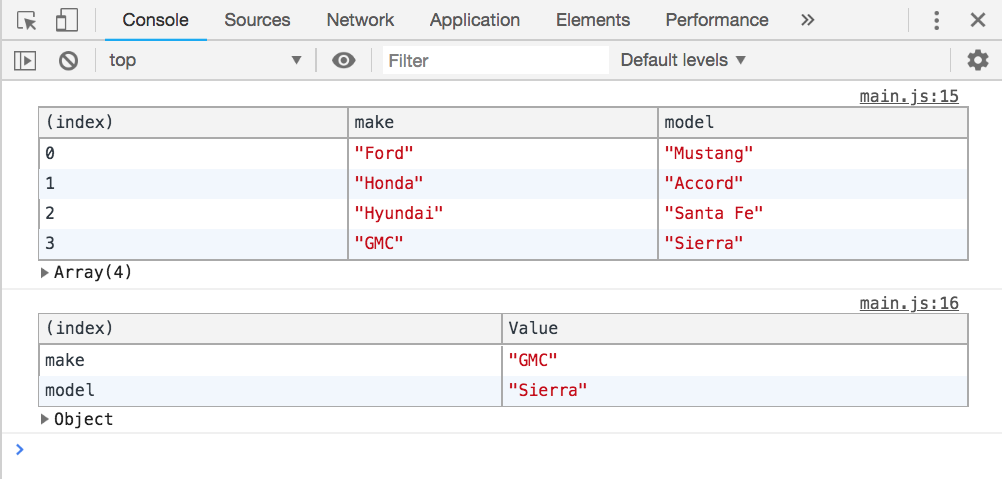 Console Sources Network Application Elements Performance »
top ▼ Filter Default levels ▼
main.js:15
(index) make model
0 "Ford" "Mustang"
1 "Honda" "Accord"
2 "Hyundai" "Santa Fe"
3 "GMC" "Sierra"
▶ Array(4)
main.js:16
(index) Value
make "GMC"
model "Sierra"
▶ Object
>